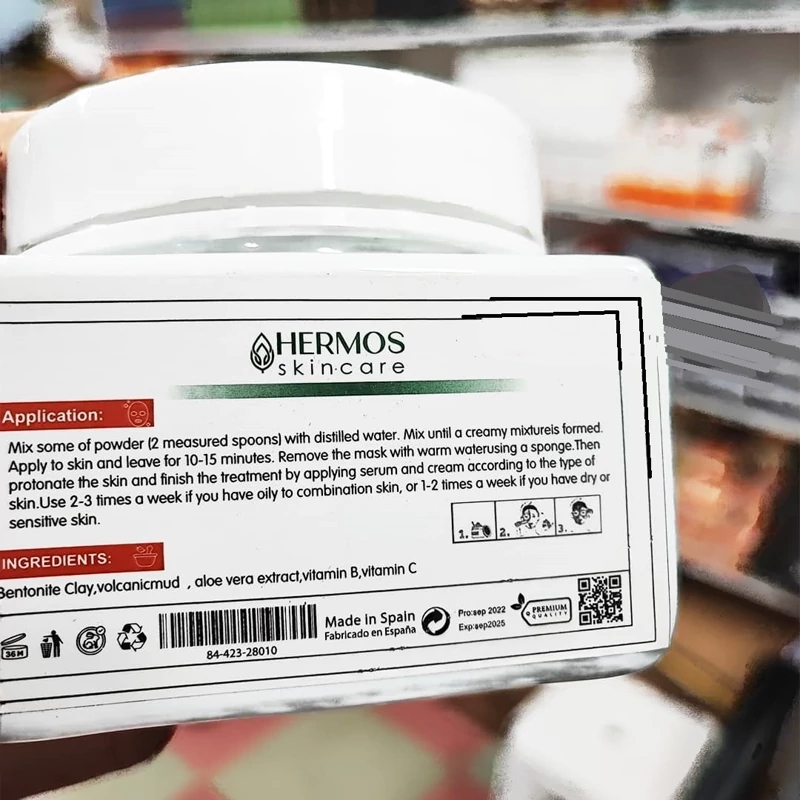 HERMOS
skin·care
Application:
Mix some of powder (2 measured spoons) with distilled water. Mix until a creamy mixtureis formed.
Apply to skin and leave for 10-15 minutes. Remove the mask with warm waterusing a sponge.Then
protonate the skin and finish the treatment by applying serum and cream according to the type of
skin.Use 2-3 times a week if you have oily to combination skin, or 1-2 times a week if you have dry or
sensitive skin.
1. 2. 3.
INGREDIENTS:
Bentonite Clay,volcanicmud , aloe vera extract,vitamin B,vitamin C
36M
84-423-28010
Made in Spain
Fabricado en España
Pro:sep 2022
Exp:sep2025
PREMIUM
QUALITY